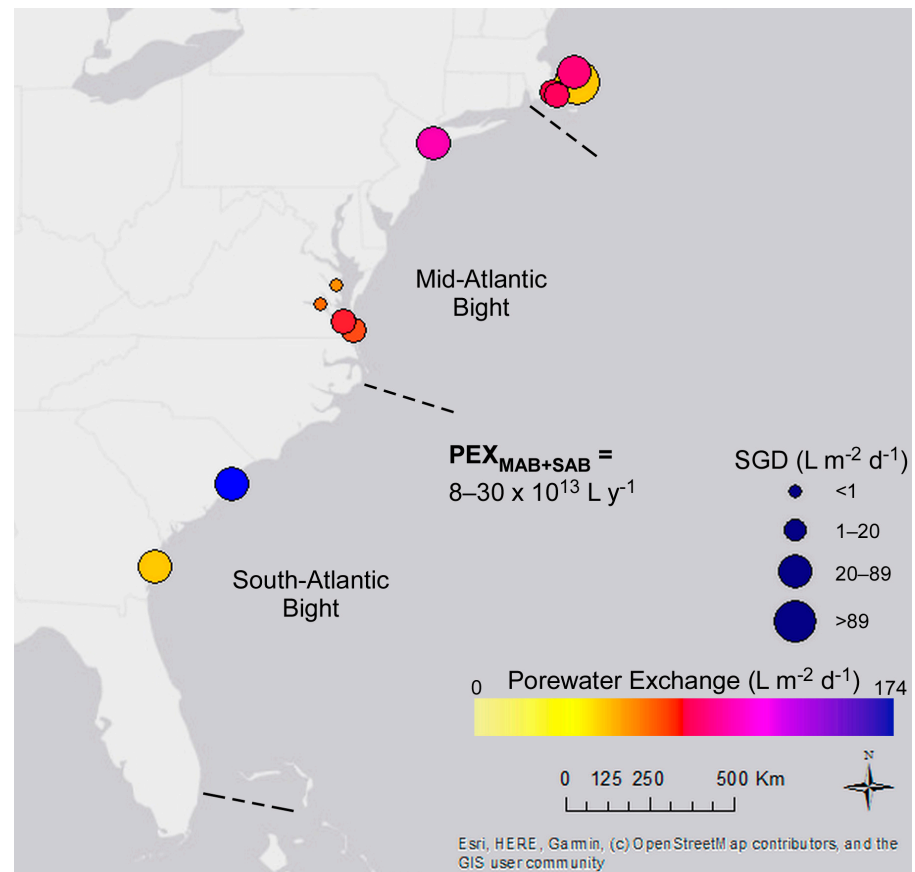 Mid-Atlantic
Bight
PEX_MAB+SAB =
8–30 x 10¹³ L y⁻¹
SGD (L m⁻² d⁻¹)
<1
1–20
20–89
>89
South-Atlantic
Bight
0 Porewater Exchange (L m⁻² d⁻¹) 174
N
0 125 250 500 Km
Esri, HERE, Garmin, (c) OpenStreetMap contributors, and the
GIS user community